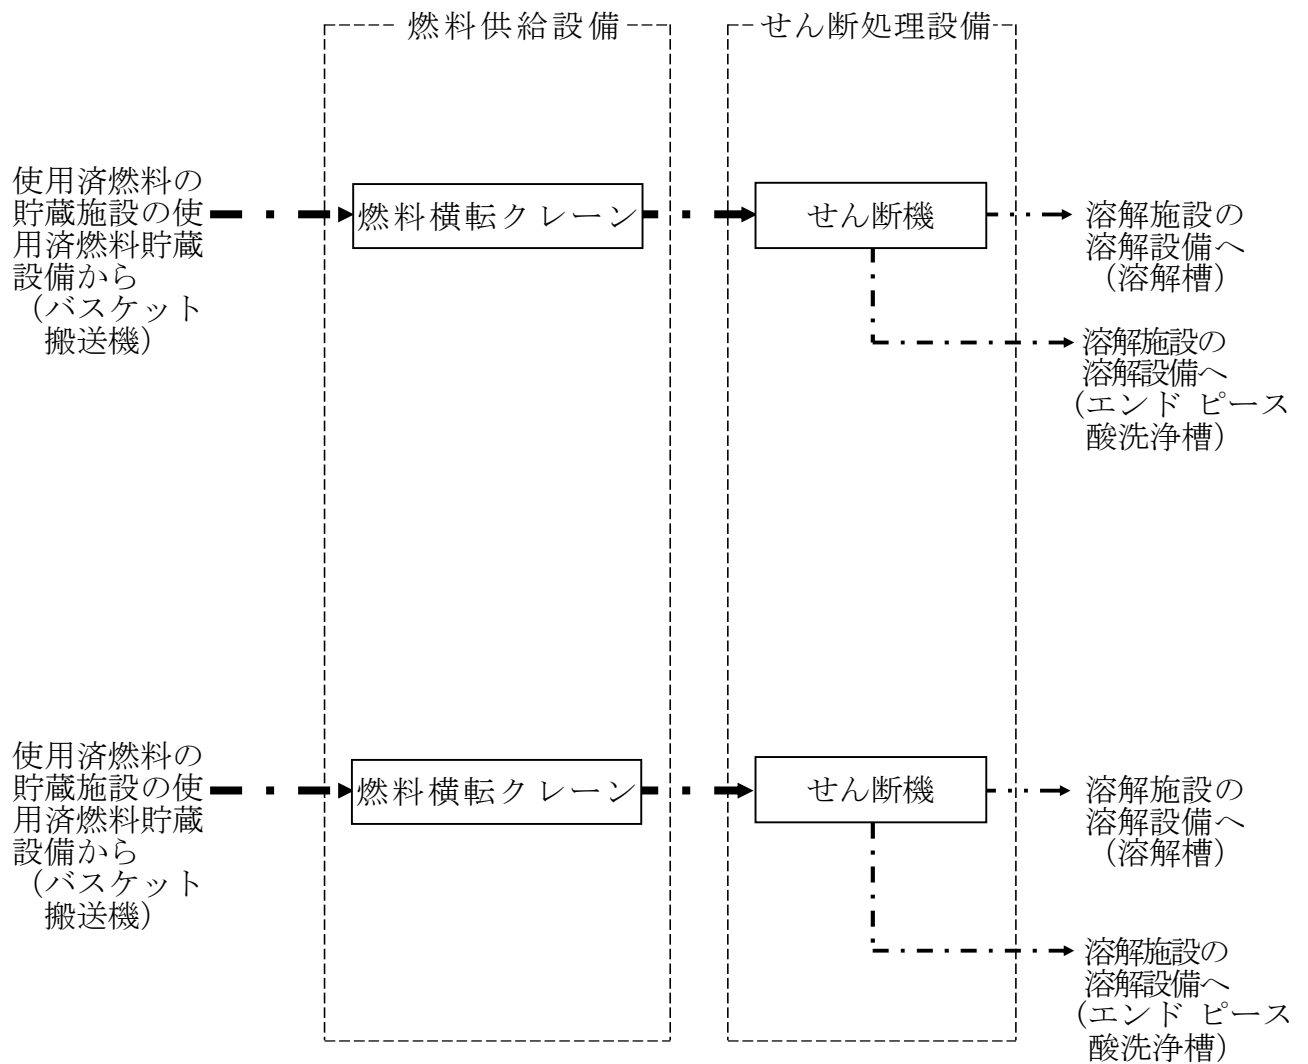 燃料供給設備
せん断処理設備
使用済燃料の
貯蔵施設の使
用済燃料貯蔵
設備から
（バスケット
搬送機）
燃料横転クレーン
せん断機
溶解施設の
溶解設備へ
（溶解槽）
溶解施設の
溶解設備へ
（エンド ピース
酸洗浄槽）
使用済燃料の
貯蔵施設の使
用済燃料貯蔵
設備から
（バスケット
搬送機）
燃料横転クレーン
せん断機
溶解施設の
溶解設備へ
（溶解槽）
溶解施設の
溶解設備へ
（エンド ピース
酸洗浄槽）